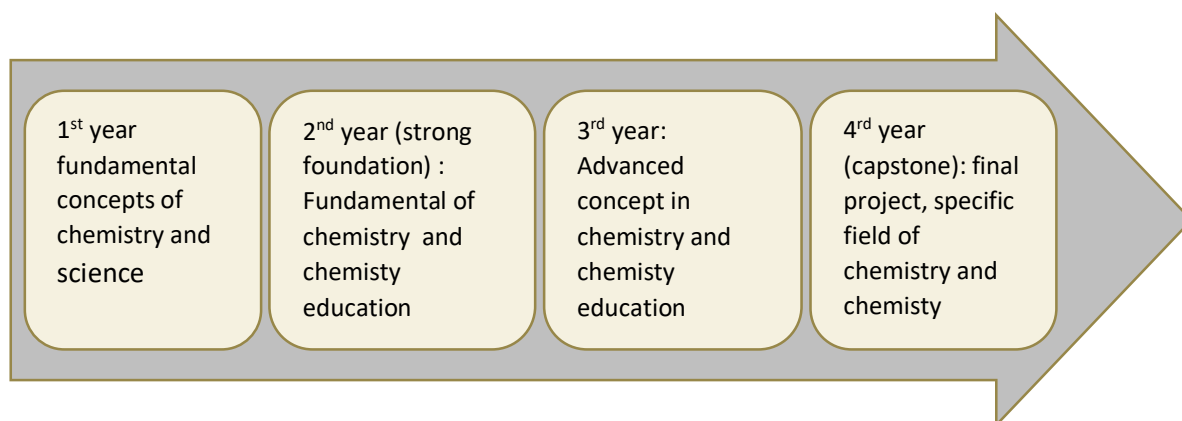 1st year
fundamental
concepts of
chemistry and
science
2nd year (strong
foundation) :
Fundamental of
chemistry and
chemisty
education
3rd year:
Advanced
concept in
chemistry and
chemisty
education
4rd year
(capstone): final
project, specific
field of
chemistry and
chemisty